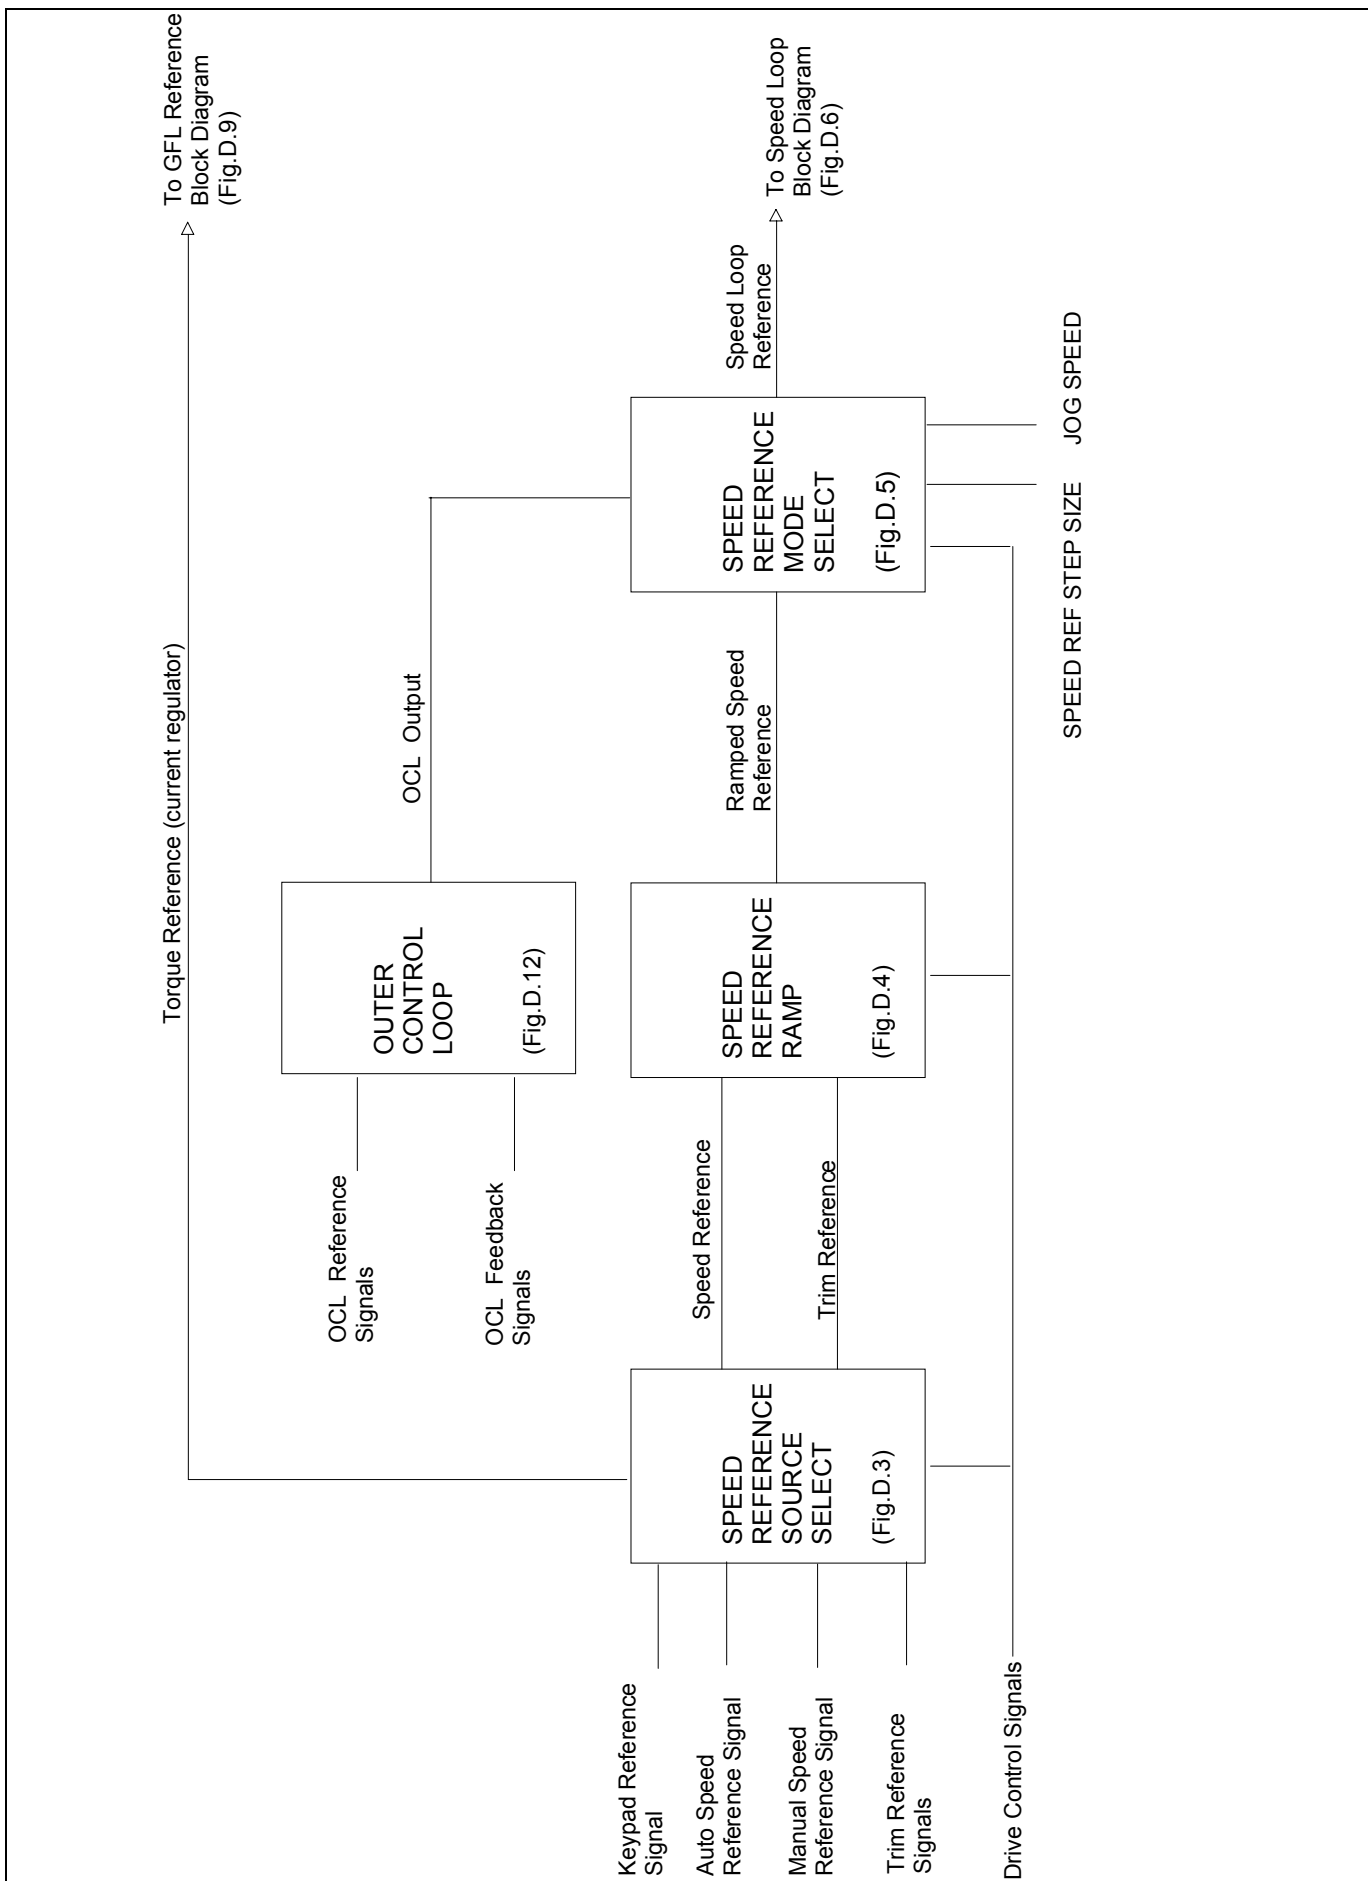 To GFL Reference
Block Diagram
(Fig.D.9)
Torque Reference (current regulator)
OCL Reference
Signals
OCL Feedback
Signals
OUTER
CONTROL
LOOP
(Fig.D.12)
OCL Output
Keypad Reference
Signal
Auto Speed
Reference Signal
Manual Speed
Reference Signal
Trim Reference
Signals
SPEED
REFERENCE
SOURCE
SELECT
(Fig.D.3)
Speed Reference
Trim Reference
SPEED
REFERENCE
RAMP
(Fig.D.4)
Ramped Speed
Reference
SPEED
REFERENCE
MODE
SELECT
(Fig.D.5)
Speed Loop
Reference
To Speed Loop
Block Diagram
(Fig.D.6)
Drive Control Signals
SPEED REF STEP SIZE
JOG SPEED